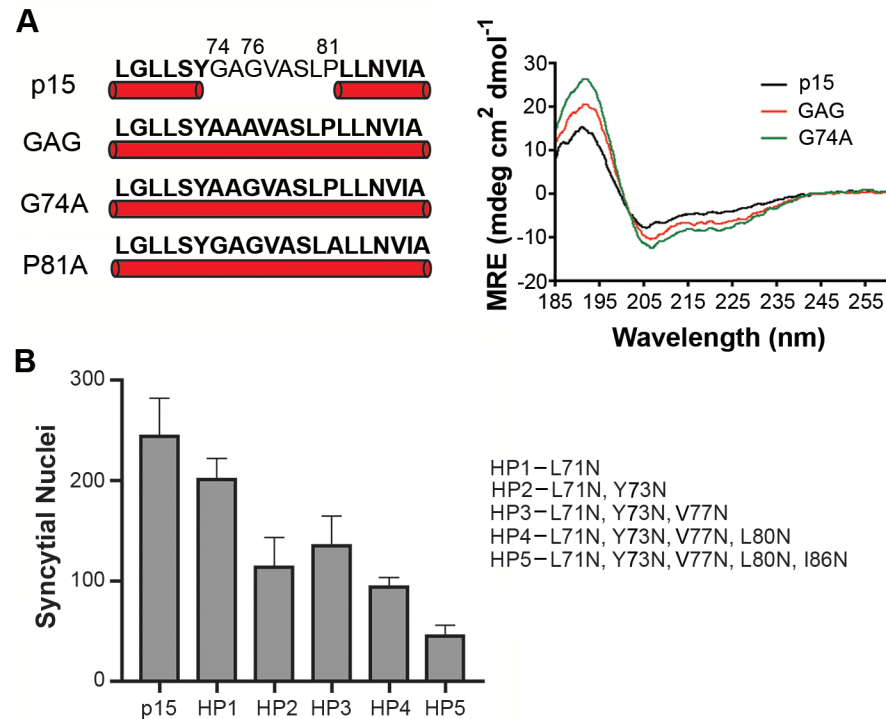 A
74 76 81
p15 LGLLSYGAGVASLPLLNVIA
GAG LGLLSYAAAVASLPLLNVIA
G74A LGLLSYAAGVASLPLLNVIA
P81A LGLLSYGAGVASLALLNVIA
MRE (mdeg cm² dmol⁻¹)
30
20
10
0
-10
-20
185 195 205 215 225 235 245 255
Wavelength (nm)
p15
GAG
G74A
B
Syncytial Nuclei
300
200
100
0
p15 HP1 HP2 HP3 HP4 HP5
HP1–L71N
HP2–L71N, Y73N
HP3–L71N, Y73N, V77N
HP4–L71N, Y73N, V77N, L80N
HP5–L71N, Y73N, V77N, L80N, I86N